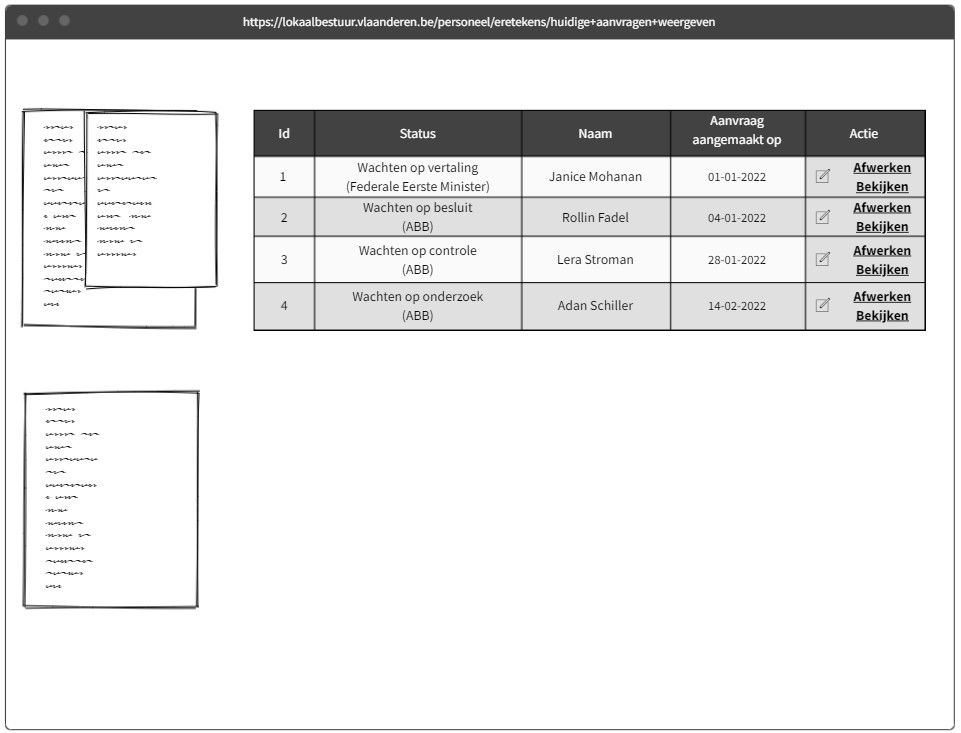 https://lokaalbestuur.vlaanderen.be/personeel/eretekens/huidige+aanvragen+weergeven
Id Status Naam Aanvraag aangemaakt op Actie
1 Wachten op vertaling (Federale Eerste Minister) Janice Mohanan 01-01-2022 Afwerken Bekijken
2 Wachten op besluit (ABB) Rollin Fadel 04-01-2022 Afwerken Bekijken
3 Wachten op controle (ABB) Lera Stroman 28-01-2022 Afwerken Bekijken
4 Wachten op onderzoek (ABB) Adan Schiller 14-02-2022 Afwerken Bekijken